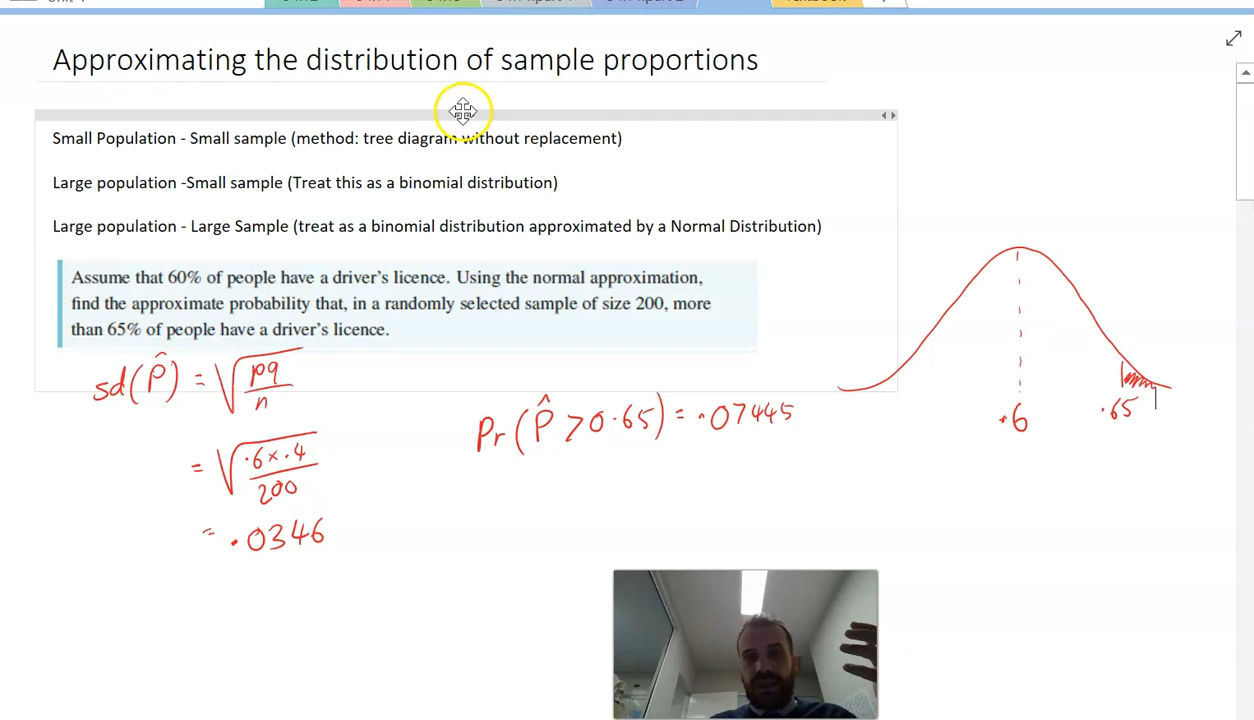 Approximating the distribution of sample proportions
Small Population - Small sample (method: tree diagram without replacement)
Large population -Small sample (Treat this as a binomial distribution)
Large population - Large Sample (treat as a binomial distribution approximated by a Normal Distribution)
Assume that 60% of people have a driver's licence. Using the normal approximation,
find the approximate probability that, in a randomly selected sample of size 200, more
than 65% of people have a driver's licence.
sd(P̂) = √(pq/n)
= √(.6×.4/200)
= .0346
Pr(P̂ > 0.65) = .07445
.6
.65